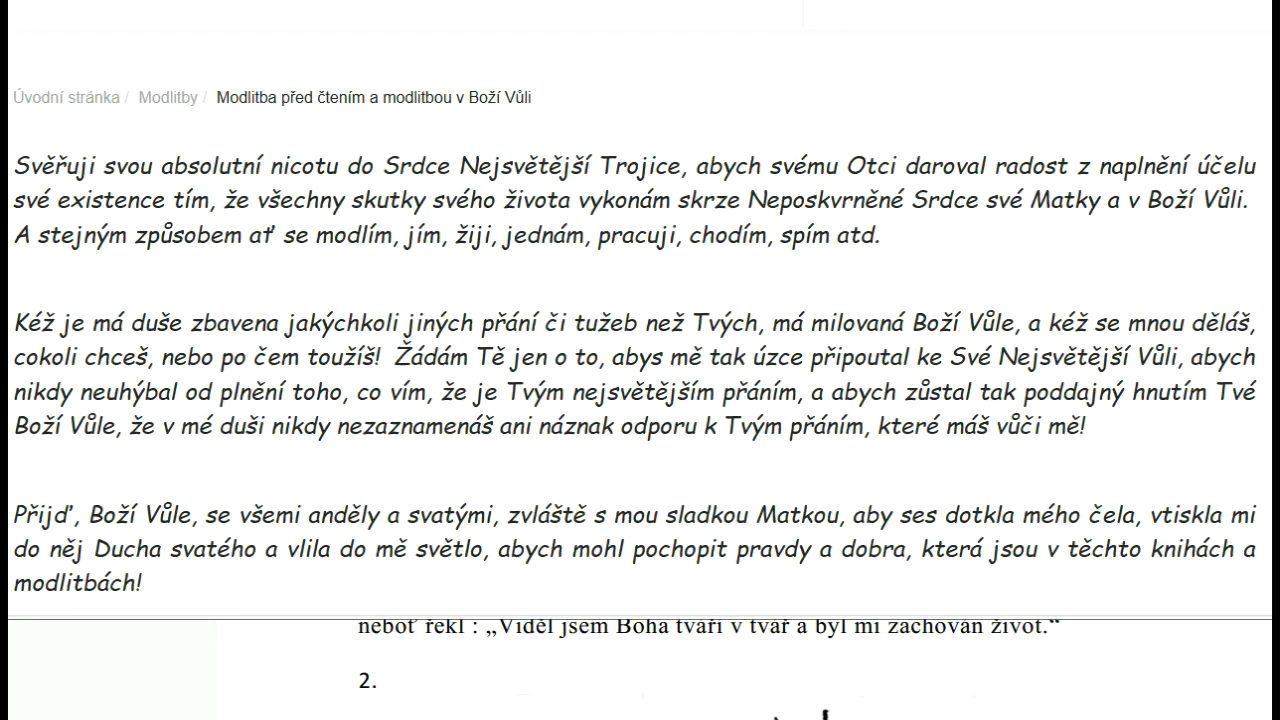 Úvodní stránka / Modlitby / Modlitba před čtením a modlitbou v Boží Vůli
Svěřuji svou absolutní nicotu do Srdce Nejsvětější Trojice, abych svému Otci daroval radost z naplnění účelu
své existence tím, že všechny skutky svého života vykonám skrze Neposkvrněné Srdce své Matky a v Boží Vůli.
A stejným způsobem ať se modlím, jím, žiji, jednám, pracuji, chodím, spím atd.
Kéž je má duše zbavena jakýchkoli jiných přání či tužeb než Tvých, má milovaná Boží Vůle, a kéž se mnou děláš,
cokoli chceš, nebo po čem toužíš! Žádám Tě jen o to, abys mě tak úzce připoutal ke Své Nejsvětější Vůli, abych
nikdy neuhýbal od plnění toho, co vím, že je Tvým nejsvětějším přáním, a abych zůstal tak poddajný hnutím Tvé
Boží Vůle, že v mé duši nikdy nezaznamenáš ani náznak odporu k Tvým přáním, které máš vůči mě!
Přijď, Boží Vůle, se všemi anděly a svatými, zvláště s mou sladkou Matkou, aby ses dotkla mého čela, vtiskla mi
do něj Ducha svatého a vlila do mě světlo, abych mohl pochopit pravdy a dobra, která jsou v těchto knihách a
modlitbách!
neboť řekl : „Viděl jsem Boha tváří v tvář a byl mi zachován život.“
2.